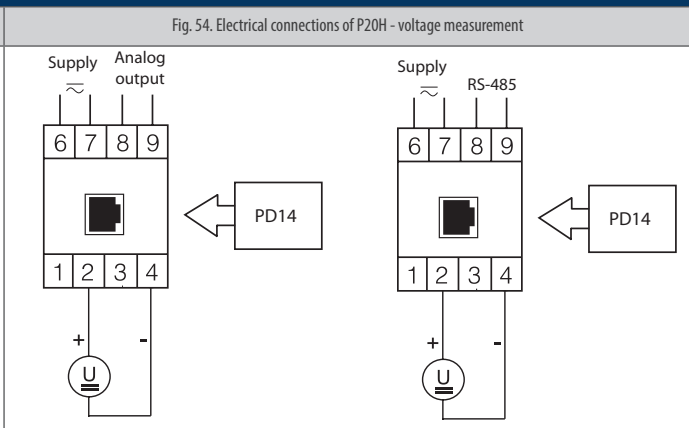 Fig. 54. Electrical connections of P20H - voltage measurement
Supply Analog
output
6 7 8 9
PD14
1 2 3 4
+ -
U
Supply
RS-485
6 7 8 9
PD14
1 2 3 4
+ -
U